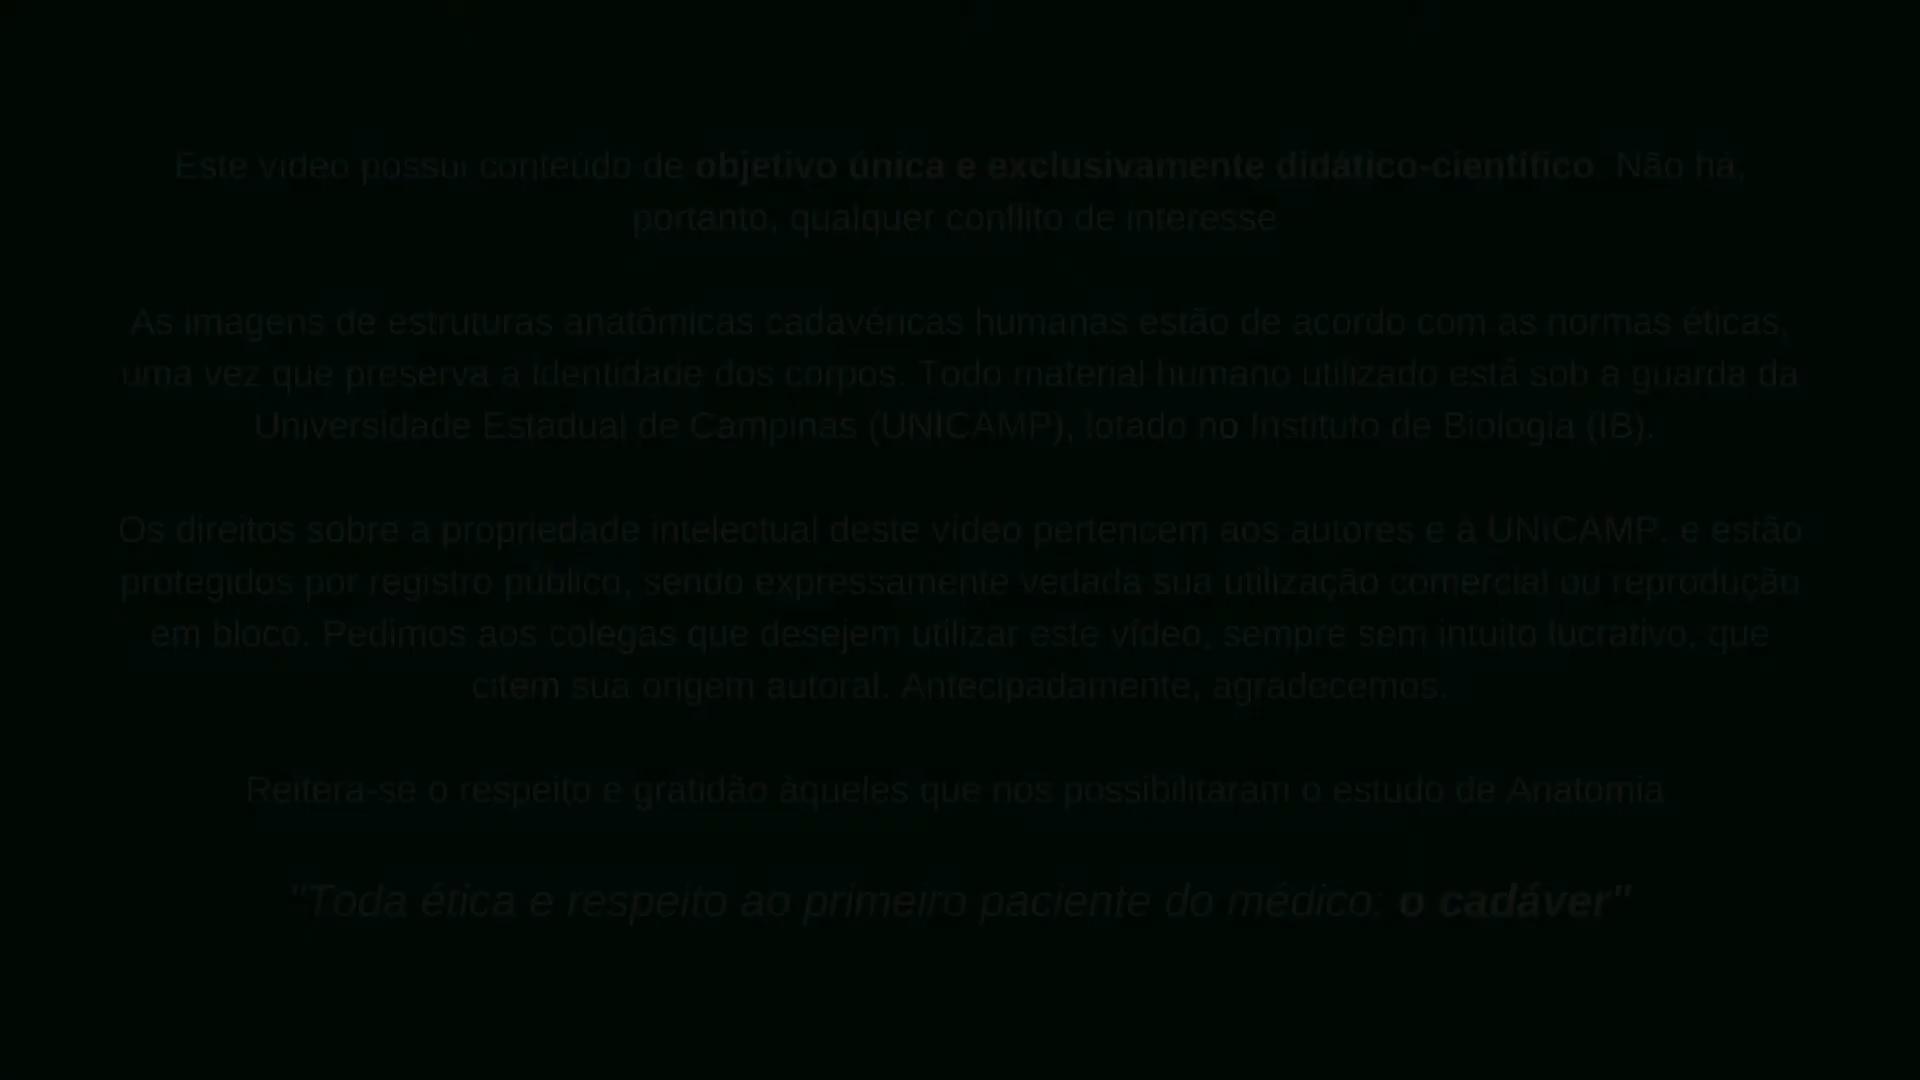 Este vídeo possui conteúdo de objetivo única e exclusivamente didático-científico. Não há,
portanto, qualquer conflito de interesse
As imagens de estruturas anatômicas cadavéricas humanas estão de acordo com as normas éticas,
uma vez que preserva a identidade dos corpos. Todo material humano utilizado está sob a guarda da
Universidade Estadual de Campinas (UNICAMP), lotado no Instituto de Biologia (IB).
Os direitos sobre a propriedade intelectual deste vídeo pertencem aos autores e à UNICAMP. e estão
protegidos por registro público, sendo expressamente vedada sua utilização comercial ou reprodução
em bloco. Pedimos aos colegas que desejem utilizar este vídeo, sempre sem intuito lucrativo, que
citem sua origem autoral. Antecipadamente, agradecemos.
Reitera-se o respeito e gratidão àqueles que nos possibilitaram o estudo de Anatomia
"Toda ética e respeito ao primeiro paciente do médico: o cadáver"